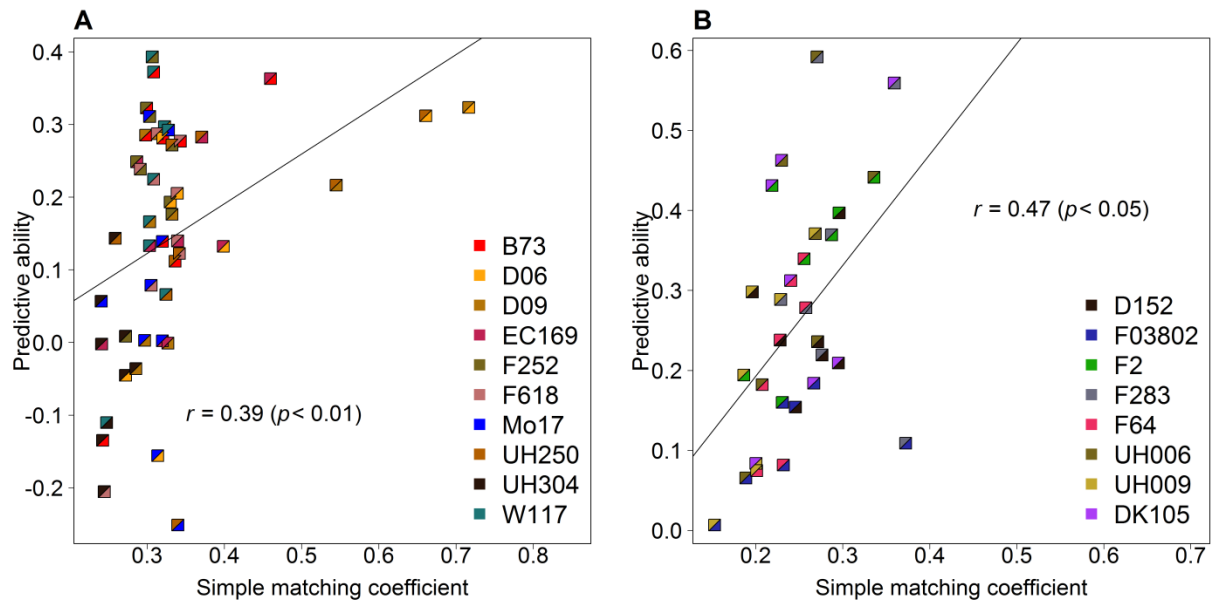 A
Predictive ability
0.4
0.3
0.2
0.1
0.0
-0.1
-0.2
r = 0.39 (p< 0.01)
B73
D06
D09
EC169
F252
F618
Mo17
UH250
UH304
W117
0.3 0.4 0.5 0.6 0.7 0.8
Simple matching coefficient
B
Predictive ability
0.6
0.5
0.4
0.3
0.2
0.1
0.0
r = 0.47 (p< 0.05)
D152
F03802
F2
F283
F64
UH006
UH009
DK105
0.2 0.3 0.4 0.5 0.6 0.7
Simple matching coefficient